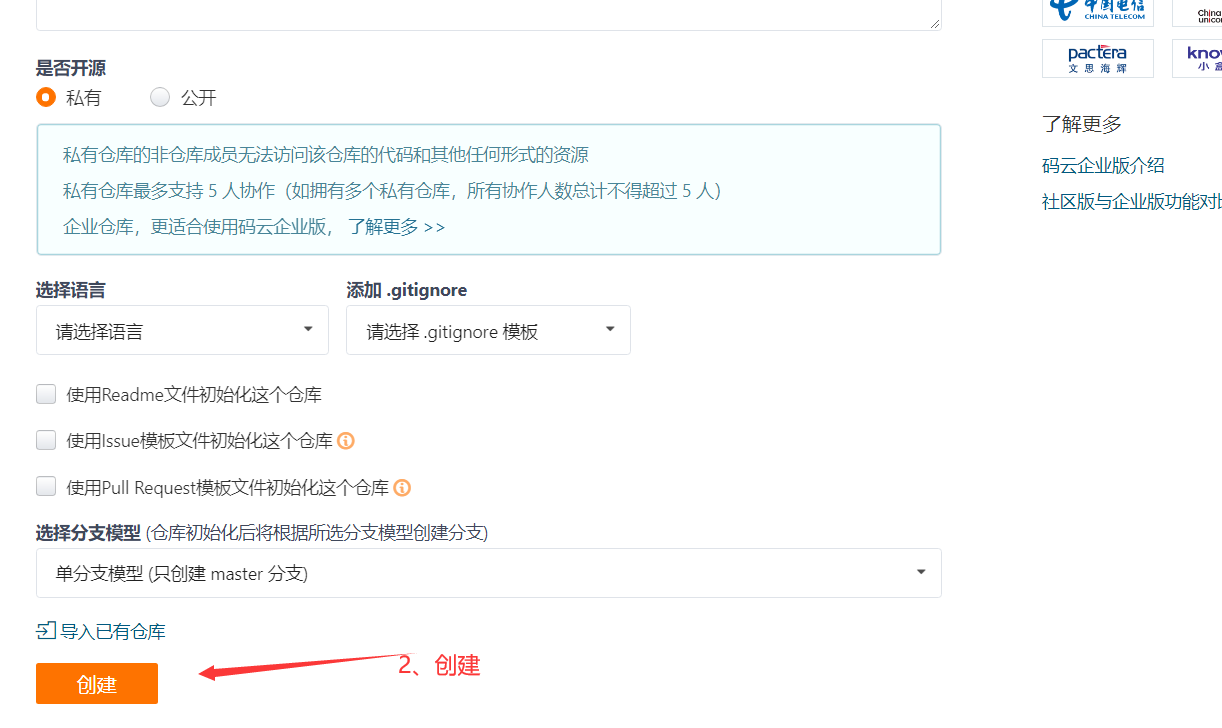 中国电信
CHINA TELECOM
China
unicom
是否开源
pactera
文思海辉
小盒
私有
公开
了解更多
私有仓库的非仓库成员无法访问该仓库的代码和其他任何形式的资源
码云企业版介绍
私有仓库最多支持 5 人协作（如拥有多个私有仓库，所有协作人数总计不得超过 5 人）
社区版与企业版功能对比
企业仓库，更适合使用码云企业版， 了解更多 >>
选择语言
添加 .gitignore
请选择语言
请选择 .gitignore 模板
使用Readme文件初始化这个仓库
使用Issue模板文件初始化这个仓库
使用Pull Request模板文件初始化这个仓库
选择分支模型 (仓库初始化后将根据所选分支模型创建分支)
单分支模型 (只创建 master 分支)
导入已有仓库
2、创建
创建